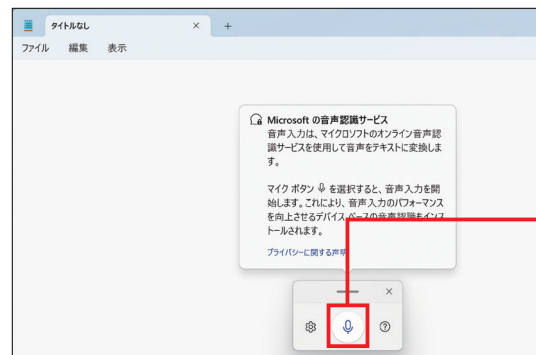 タイトルなし
ファイル 編集 表示
Microsoft の音声認識サービス
音声入力は、マイクロソフトのオンライン音声認
識サービスを使用して音声をテキストに変換しま
す。
マイク ボタン を選択すると、音声入力を開
始します。これにより、音声入力のパフォーマンス
を向上させるデバイス ベースの音声認識もインス
トールされます。
プライバシーに関する声明